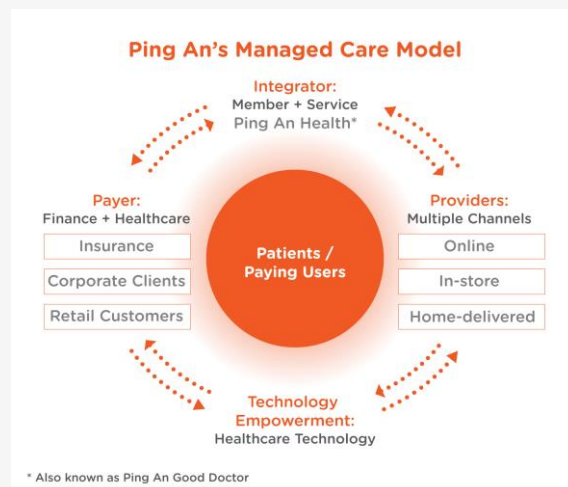 Ping An's Managed Care Model
Integrator:
Member + Service
Ping An Health*
Payer:
Finance + Healthcare
Insurance
Corporate Clients
Retail Customers
Patients /
Paying Users
Providers:
Multiple Channels
Online
In-store
Home-delivered
Technology
Empowerment:
Healthcare Technology
* Also known as Ping An Good Doctor